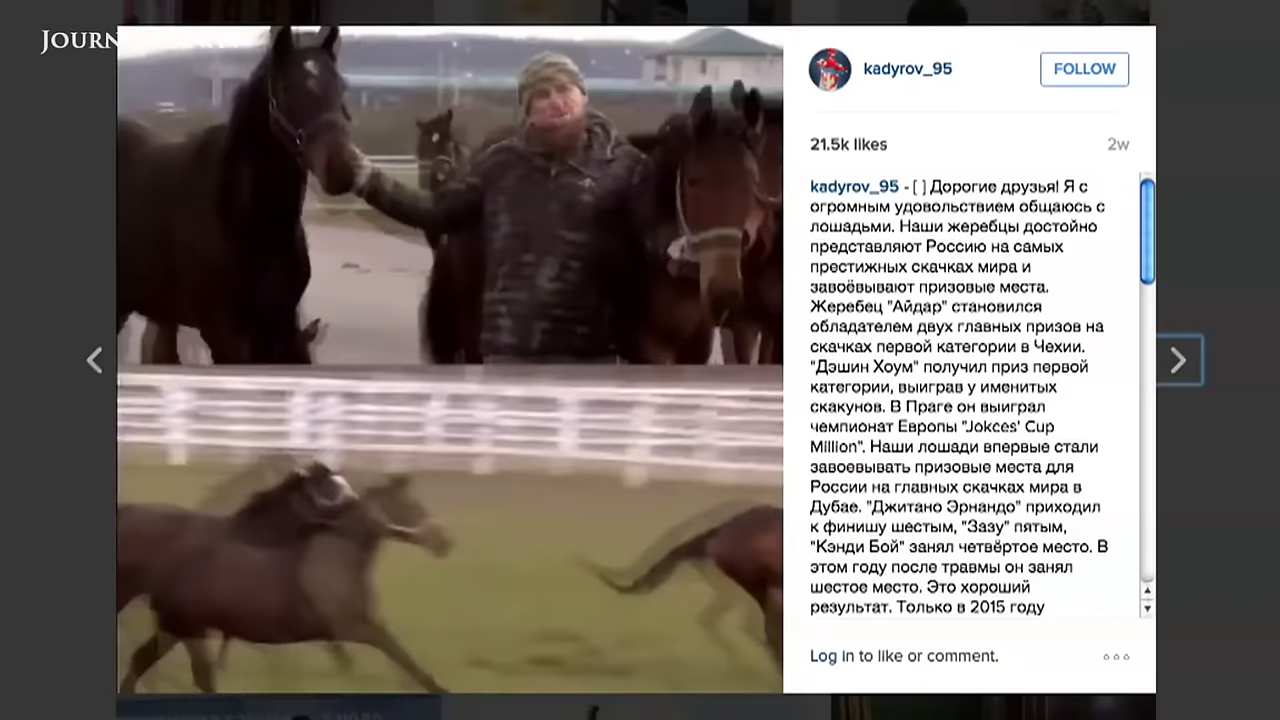 JOURN
kadyrov_95
FOLLOW
21.5k likes
2w
kadyrov_95 - [ ] Дорогие друзья! Я с
огромным удовольствием общаюсь с
лошадьми. Наши жеребцы достойно
представляют Россию на самых
престижных скачках мира и
завоёвывают призовые места.
Жеребец "Айдар" становился
обладателем двух главных призов на
скачках первой категории в Чехии.
"Дэшин Хоум" получил приз первой
категории, выиграв у именитых
скакунов. В Праге он выиграл
чемпионат Европы "Jokces' Cup
Million". Наши лошади впервые стали
завоевывать призовые места для
России на главных скачках мира в
Дубае. "Джитано Эрнандо" приходил
к финишу шестым, "Зазу" пятым,
"Кэнди Бой" занял четвёртое место. В
этом году после травмы он занял
шестое место. Это хороший
результат. Только в 2015 году
Log in to like or comment.